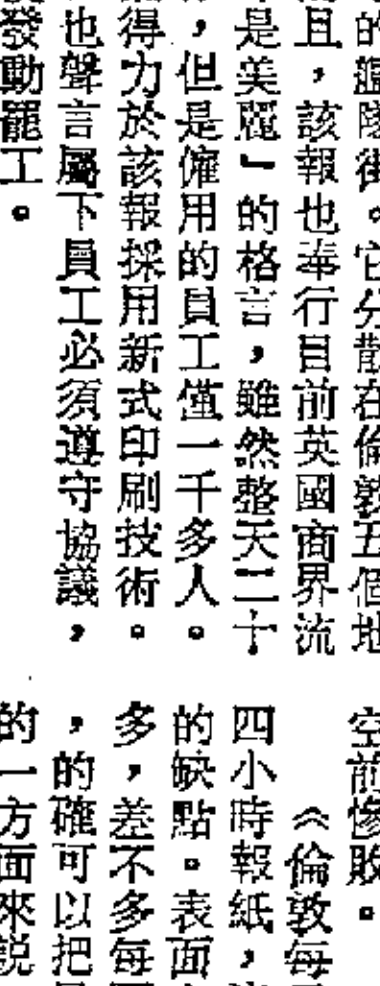 的艦隊街。它分散在倫敦五個地
且，該報也奉行目前英國商界流
是美麗」的格言，雖然整天二十
，但是僱用的員工僅一千多人。
得力於該報採用新式印刷技術。
也聲言屬下員工必須遵守協議，
發動罷工。
空前慘敗。
《倫敦每
四小時報紙，
的缺點。表面
多，差不多每
，的確可以把
的一方面來説